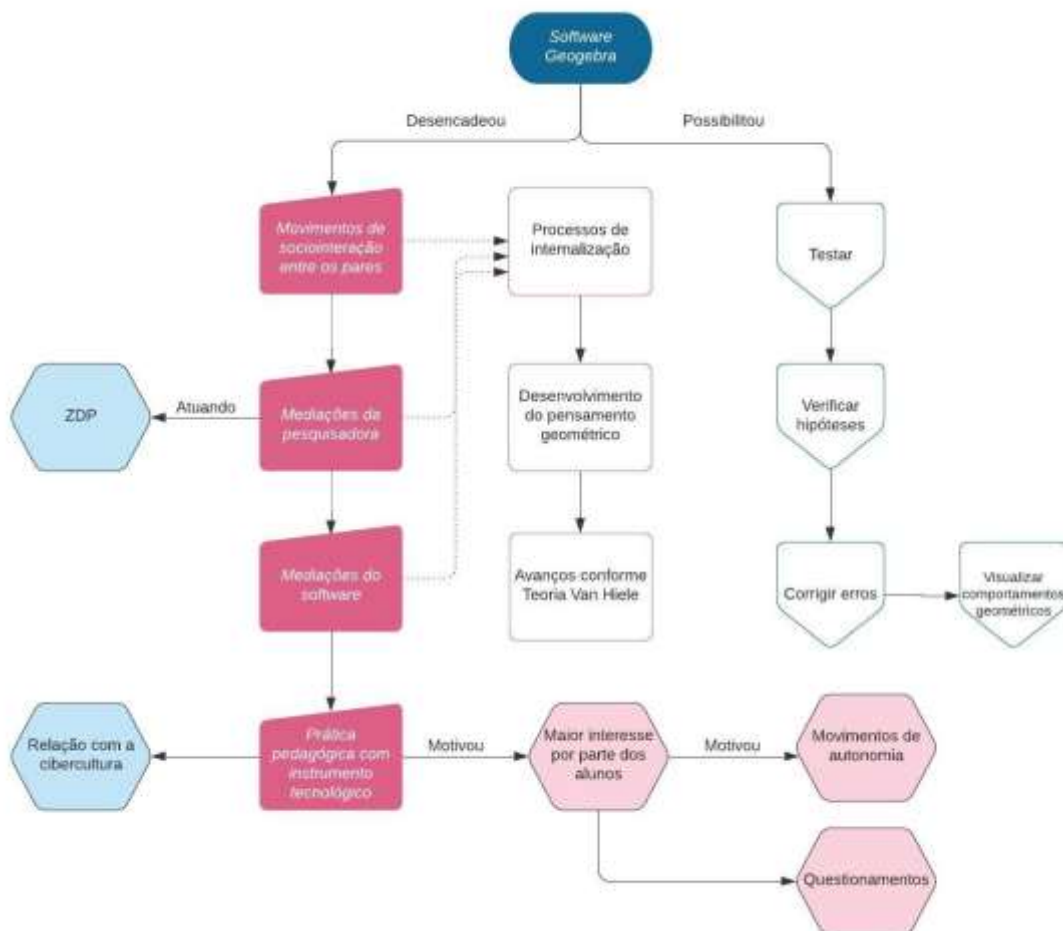 Software
Geogebra
Desencadeou
Possibilitou
Movimentos de
sociointeração
entre os pares
Processos de
internalização
Testar
ZDP
Atuando
Mediações da
pesquisadora
Desenvolvimento
do pensamento
geométrico
Verificar
hipóteses
Mediações do
software
Avanços conforme
Teoria Van Hiele
Corrigir erros
Visualizar
comportamentos
geométricos
Relação com a
cibercultura
Prática
pedagógica com
instrumento
tecnológico
Motivou
Maior interesse
por parte dos
alunos
Motivou
Movimentos de
autonomia
Questionamentos